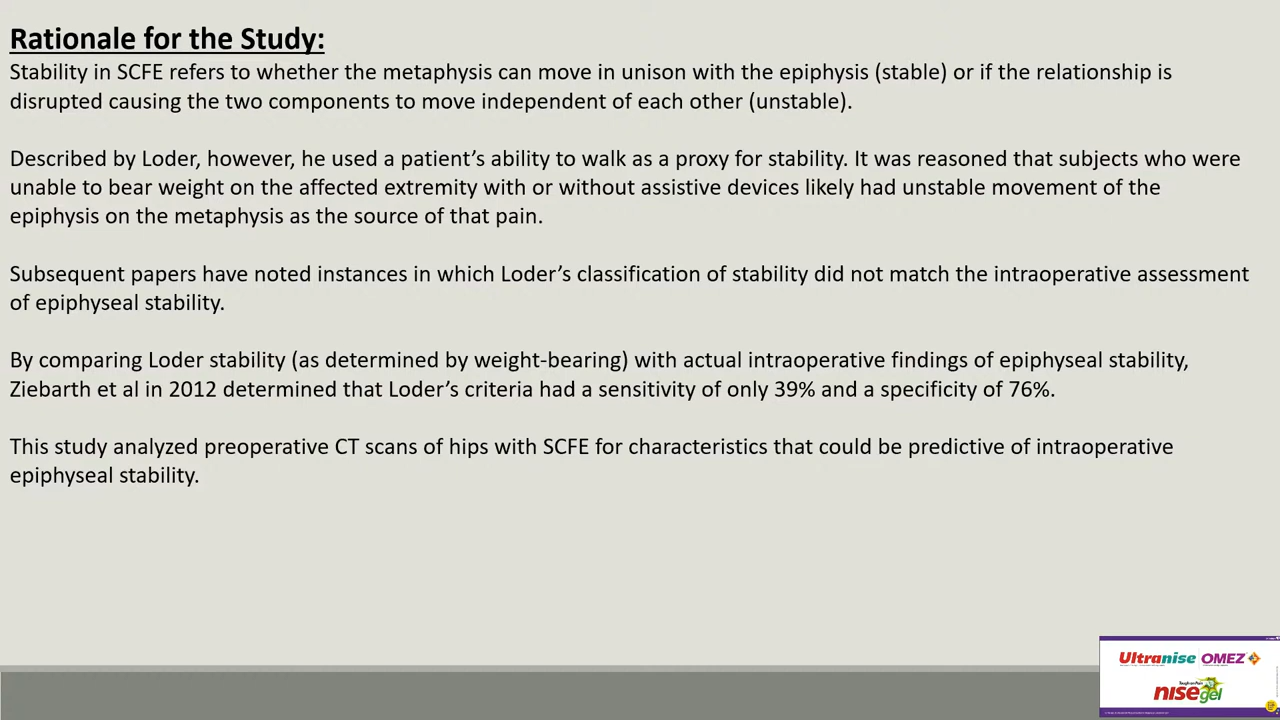 Rationale for the Study:
Stability in SCFE refers to whether the metaphysis can move in unison with the epiphysis (stable) or if the relationship is
disrupted causing the two components to move independent of each other (unstable).
Described by Loder, however, he used a patient's ability to walk as a proxy for stability. It was reasoned that subjects who were
unable to bear weight on the affected extremity with or without assistive devices likely had unstable movement of the
epiphysis on the metaphysis as the source of that pain.
Subsequent papers have noted instances in which Loder's classification of stability did not match the intraoperative assessment
of epiphyseal stability.
By comparing Loder stability (as determined by weight-bearing) with actual intraoperative findings of epiphyseal stability,
Ziebarth et al in 2012 determined that Loder's criteria had a sensitivity of only 39% and a specificity of 76%.
This study analyzed preoperative CT scans of hips with SCFE for characteristics that could be predictive of intraoperative
epiphyseal stability.
Ultranise OMEZ
nise gel